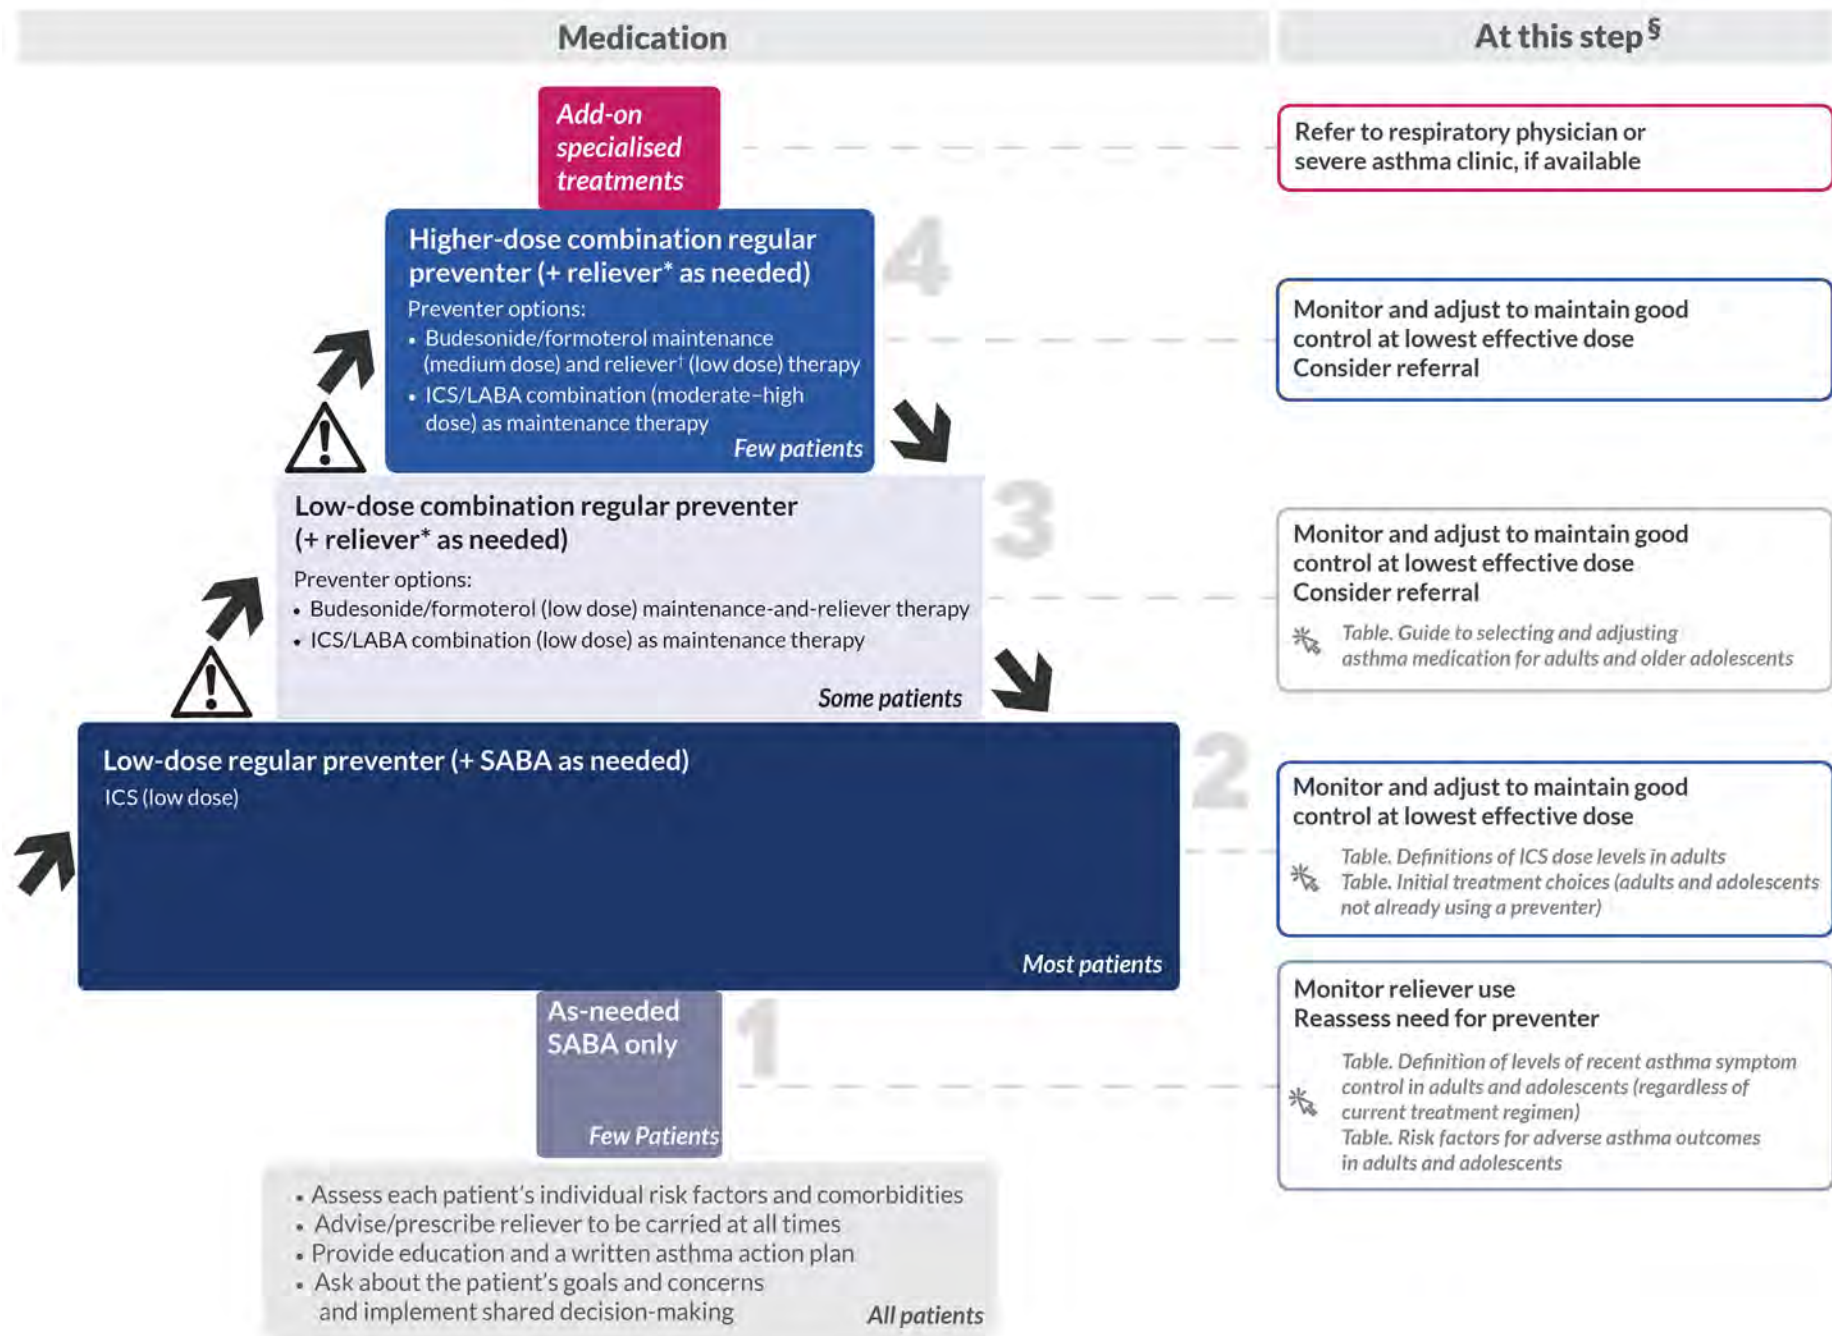 Medication
At this step§
Add-on
specialised
treatments
Refer to respiratory physician or
severe asthma clinic, if available
4
Higher-dose combination regular
preventer (+ reliever* as needed)
Preventer options:
• Budesonide/formoterol maintenance
(medium dose) and reliever† (low dose) therapy
• ICS/LABA combination (moderate–high
dose) as maintenance therapy
Few patients
Monitor and adjust to maintain good
control at lowest effective dose
Consider referral
3
Low-dose combination regular preventer
(+ reliever* as needed)
Preventer options:
• Budesonide/formoterol (low dose) maintenance-and-reliever therapy
• ICS/LABA combination (low dose) as maintenance therapy
Some patients
Monitor and adjust to maintain good
control at lowest effective dose
Consider referral
Table. Guide to selecting and adjusting
asthma medication for adults and older adolescents
2
Low-dose regular preventer (+ SABA as needed)
ICS (low dose)
Most patients
Monitor and adjust to maintain good
control at lowest effective dose
Table. Definitions of ICS dose levels in adults
Table. Initial treatment choices (adults and adolescents
not already using a preventer)
1
As-needed
SABA only
Few Patients
Monitor reliever use
Reassess need for preventer
Table. Definition of levels of recent asthma symptom
control in adults and adolescents (regardless of
current treatment regimen)
Table. Risk factors for adverse asthma outcomes
in adults and adolescents
• Assess each patient's individual risk factors and comorbidities
• Advise/prescribe reliever to be carried at all times
• Provide education and a written asthma action plan
• Ask about the patient's goals and concerns
and implement shared decision-making
All patients